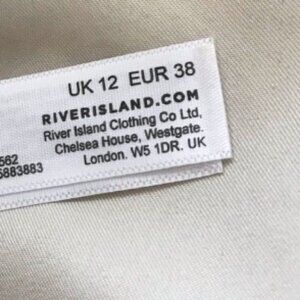 UK 12 EUR 38
RIVERISLAND.COM
River Island Clothing Co Ltd,
Chelsea House, Westgate.
London. W5 1DR. UK
562
5883883